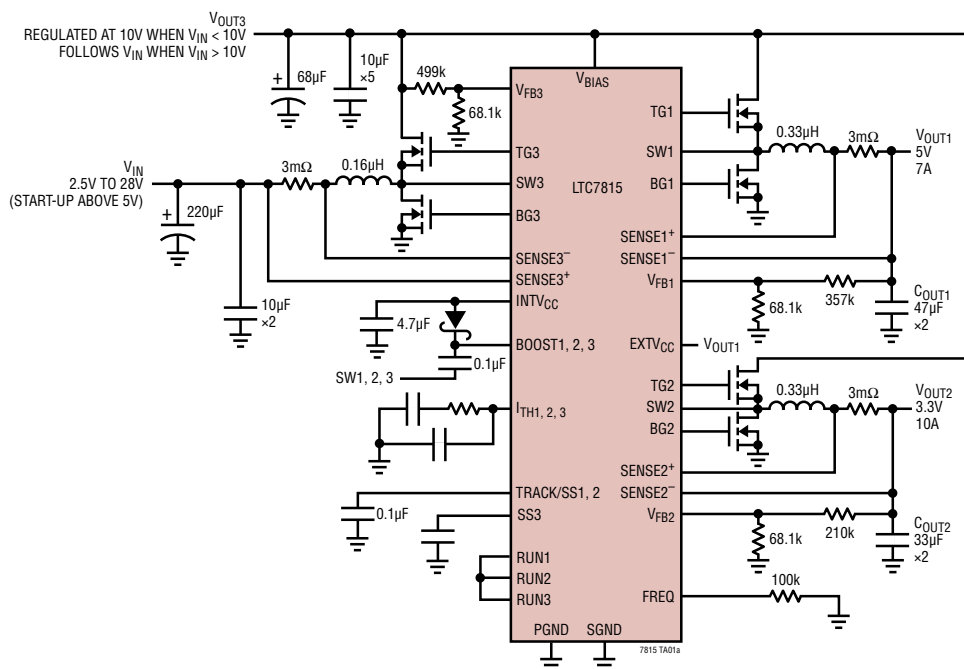 VOUT3
REGULATED AT 10V WHEN VIN < 10V
FOLLOWS VIN WHEN VIN > 10V
+
68µF
10µF
×5
499k
68.1k
VIN
2.5V TO 28V
(START-UP ABOVE 5V)
3mΩ
0.16µH
+
220µF
10µF
×2
4.7µF
0.1µF
SW1, 2, 3
0.1µF
VBIAS
LTC7815
VFB3
TG3
SW3
BG3
SENSE3–
SENSE3+
INTVCC
BOOST1, 2, 3
ITH1, 2, 3
TRACK/SS1, 2
SS3
RUN1
RUN2
RUN3
PGND
SGND
TG1
SW1
BG1
SENSE1+
SENSE1–
VFB1
EXTVCC
TG2
SW2
BG2
SENSE2+
SENSE2–
VFB2
FREQ
0.33µH
3mΩ
VOUT1
5V
7A
68.1k
357k
COUT1
47µF
×2
VOUT1
0.33µH
3mΩ
VOUT2
3.3V
10A
68.1k
210k
COUT2
33µF
×2
100k
7815 TA01a